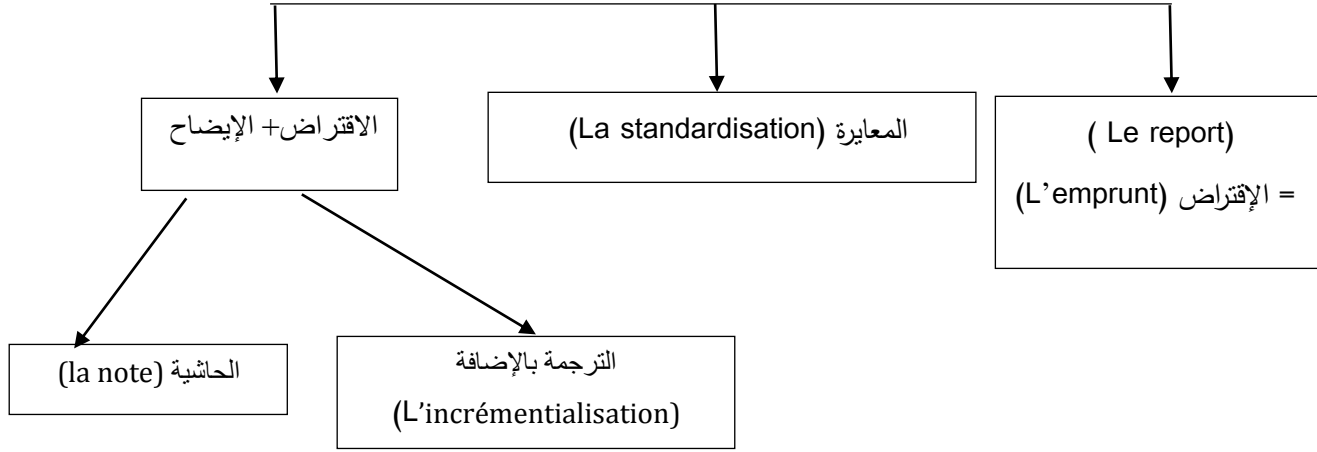 ( Le report)
= الإقتراض (L’emprunt)
المعايرة (La standardisation)
الاقتراض+ الإيضاح
الترجمة بالإضافة
(L’incrémentialisation)
الحاشية (la note)